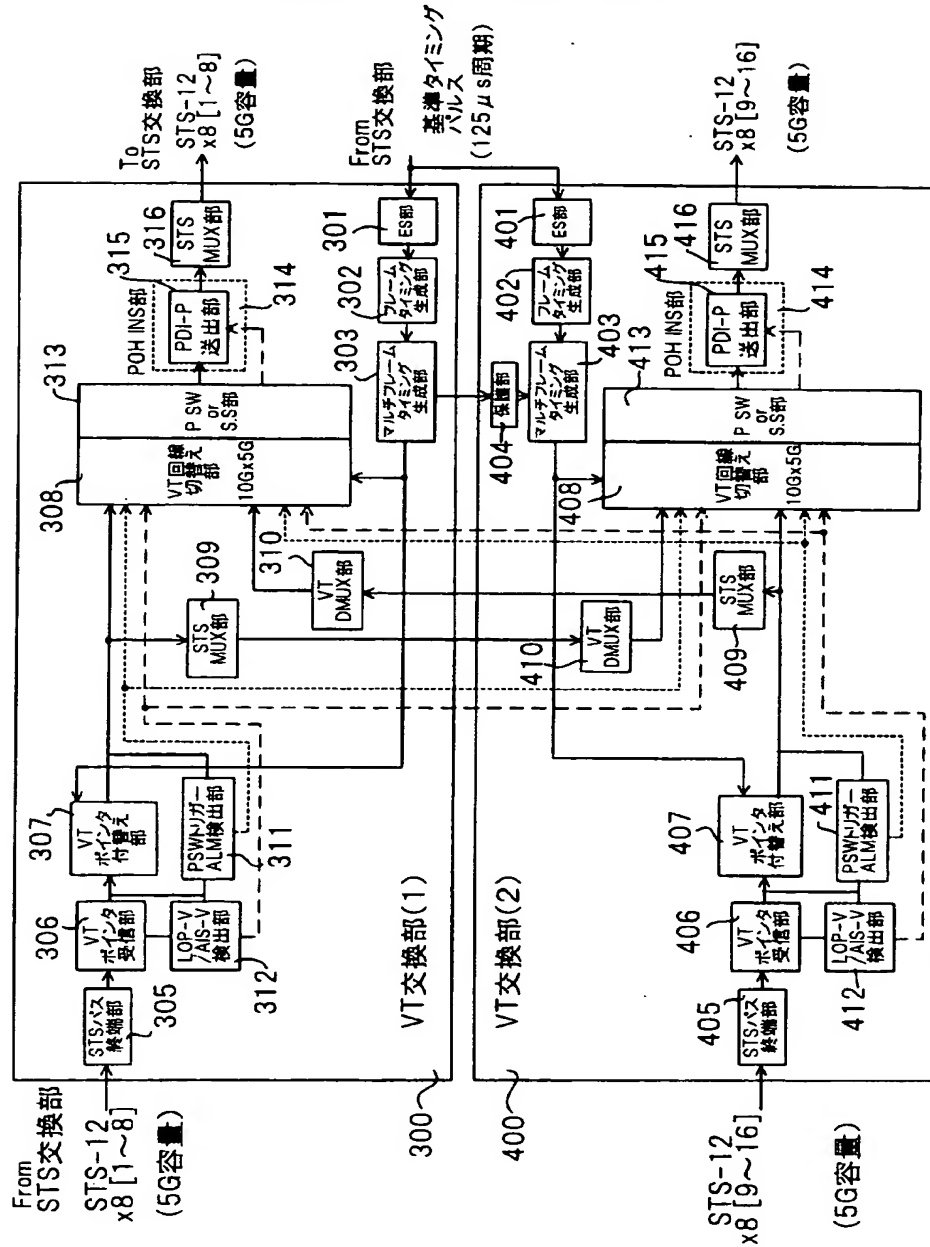 From
STS交換部
STS-12
x8 [1～8]
(5G容量)
300
VT交換部(1)
STSパス
終端部
305
306
VT
ポインタ
受信部
LOP-V
/AIS-V
検出部
312
307
VT
ポインタ
付替え
部
PSWトリガー
ALM検出部
311
309
STS
MUX部
310
VT
DMUX部
308
VT回線
切替え
部
10Gx5G
313
P SW
or
S.S部
303
マルチフレーム
タイミング
生成部
302
フレーム
タイミング
生成部
301
ES部
POH INS部
PDI-P
送出部
315
314
316
STS
MUX部
To
STS交換部
STS-12
x8 [1～8]
(5G容量)
From
STS交換部
基準タイミング
パルス
(125μs周期)
STS-12
x8 [9～16]
(5G容量)
400
VT交換部(2)
405
STSパス
終端部
406
VT
ポインタ
受信部
LOP-V
/AIS-V
検出部
412
407
VT
ポインタ
付替え
部
PSWトリガー
ALM検出部
411
410
VT
DMUX部
STS
MUX部
409
408
VT回線
切替え
部
10Gx5G
413
P SW
or
S.S部
404
保護部
マルチフレーム
タイミング
生成部
403
402
フレーム
タイミング
生成部
401
ES部
POH INS部
PDI-P
送出部
415
414
416
STS
MUX部
STS-12
x8 [9～16]
(5G容量)